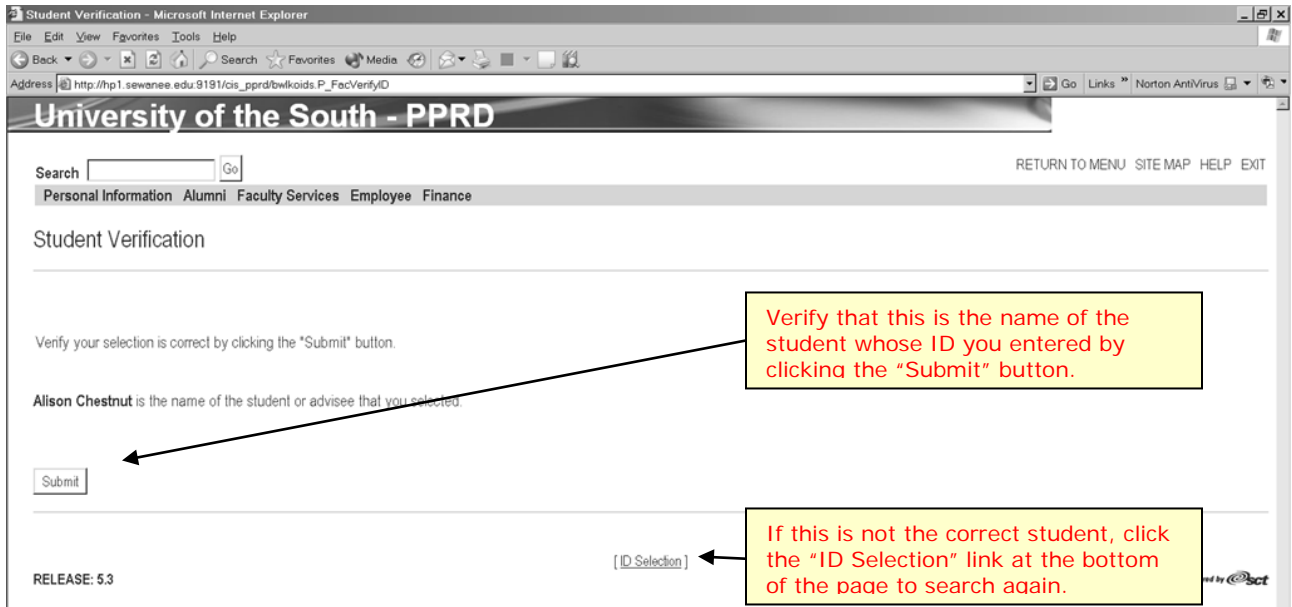 Student Verification - Microsoft Internet Explorer
File Edit View Favorites Tools Help
Back Search Favorites Media
Address http://hp1.sewanee.edu:9191/cis_pprd/bwlkoids.P_FacVerifyID Go Links » Norton AntiVirus
University of the South - PPRD
Search Go RETURN TO MENU SITE MAP HELP EXIT
Personal Information Alumni Faculty Services Employee Finance
Student Verification
Verify your selection is correct by clicking the "Submit" button.
Verify that this is the name of the
student whose ID you entered by
clicking the “Submit” button.
Alison Chestnut is the name of the student or advisee that you selected.
Submit
If this is not the correct student, click
the “ID Selection” link at the bottom
of the page to search again.
[ ID Selection ]
RELEASE: 5.3 by sct